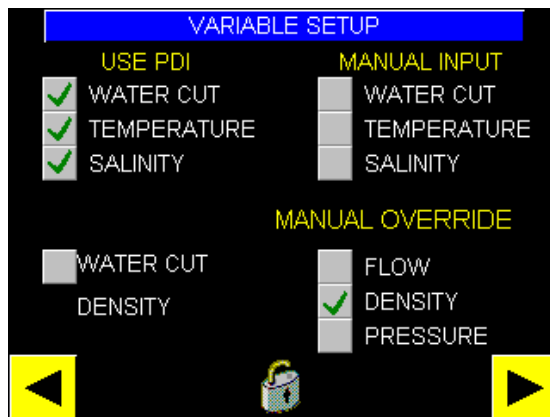 VARIABLE SETUP
USE PDI
WATER CUT
TEMPERATURE
SALINITY
MANUAL INPUT
WATER CUT
TEMPERATURE
SALINITY
WATER CUT
DENSITY
MANUAL OVERRIDE
FLOW
DENSITY
PRESSURE